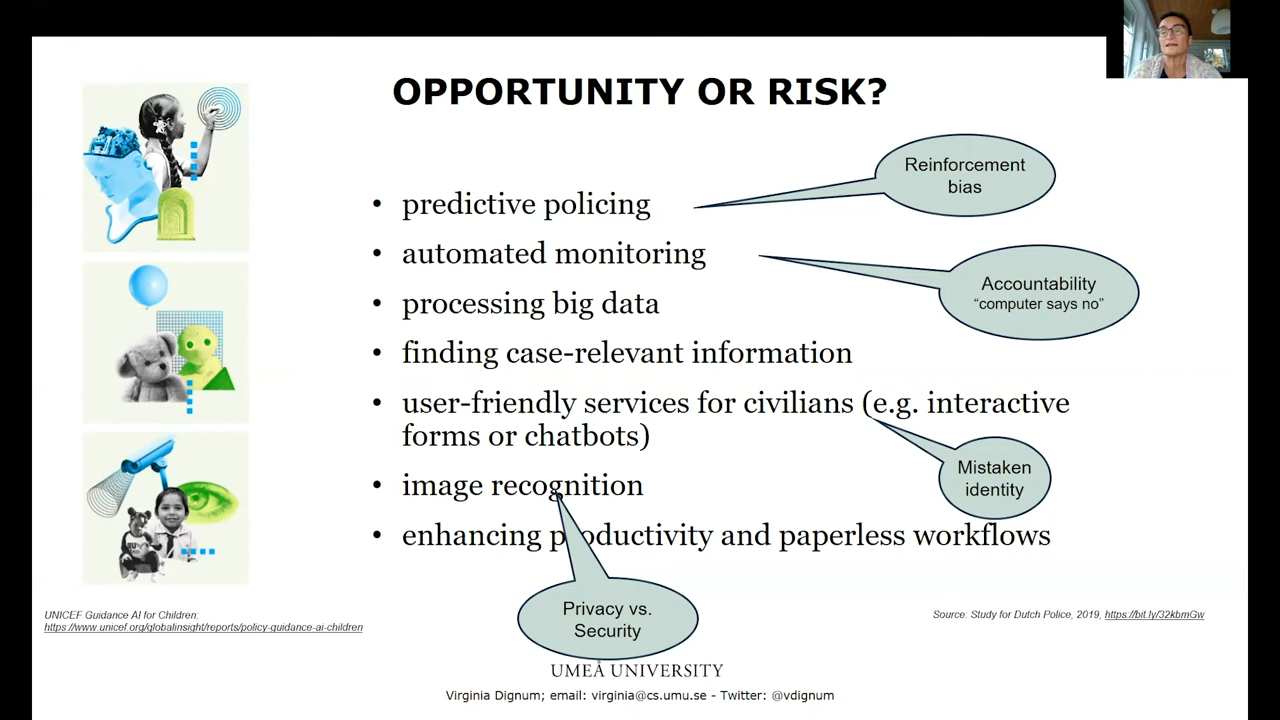 OPPORTUNITY OR RISK?
• predictive policing
• automated monitoring
• processing big data
• finding case-relevant information
• user-friendly services for civilians (e.g. interactive
forms or chatbots)
• image recognition
• enhancing productivity and paperless workflows
Reinforcement
bias
Accountability
“computer says no”
Mistaken
identity
Privacy vs.
Security
UNICEF Guidance AI for Children:
https://www.unicef.org/globalinsight/reports/policy-guidance-ai-children
Source: Study for Dutch Police, 2019, https://bit.ly/32kbmGw
UMEÅ UNIVERSITY
Virginia Dignum; email: virginia@cs.umu.se - Twitter: @vdignum